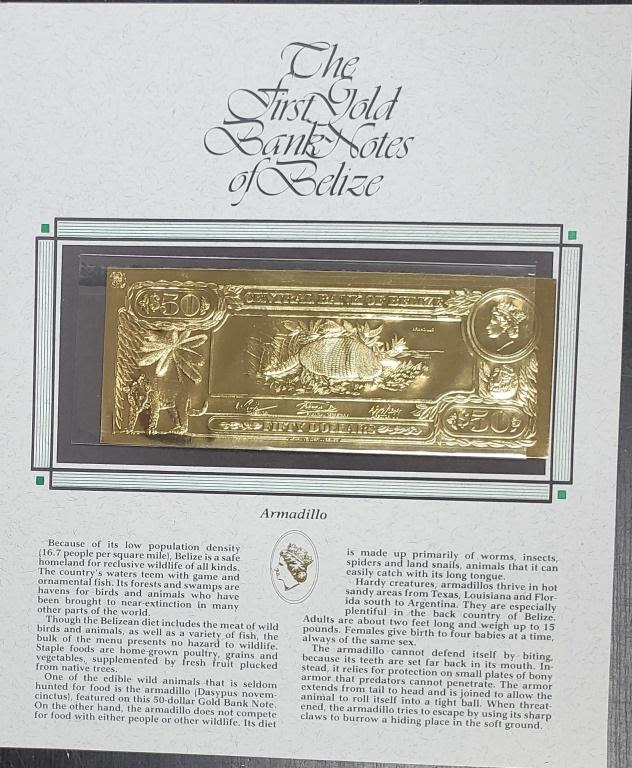 The
First Gold
Bank Notes
of Belize
$50
CENTRAL BANK OF BELIZE
FIFTY DOLLARS
$50
Armadillo
Because of its low population density
(16.7 people per square mile), Belize is a safe
homeland for reclusive wildlife of all kinds.
The country's waters teem with game and
ornamental fish. Its forests and swamps are
havens for birds and animals who have
been brought to near-extinction in many
other parts of the world.
Though the Belizean diet includes the meat of wild
birds and animals, as well as a variety of fish, the
bulk of the menu presents no hazard to wildlife.
Staple foods are home-grown poultry, grains and
vegetables, supplemented by fresh fruit plucked
from native trees.
One of the edible wild animals that is seldom
hunted for food is the armadillo (Dasypus novem-
cinctus), featured on this 50-dollar Gold Bank Note.
On the other hand, the armadillo does not compete
for food with either people or other wildlife. Its diet
is made up primarily of worms, insects,
spiders and land snails, animals that it can
easily catch with its long tongue.
Hardy creatures, armadillos thrive in hot
sandy areas from Texas, Louisiana and Flor-
ida south to Argentina. They are especially
plentiful in the back country of Belize.
Adults are about two feet long and weigh up to 15
pounds. Females give birth to four babies at a time,
always of the same sex.
The armadillo cannot defend itself by biting,
because its teeth are set far back in its mouth. In-
stead, it relies for protection on small plates of bony
armor that predators cannot penetrate. The armor
extends from tail to head and is joined to allow the
animal to roll itself into a tight ball. When threat-
ened, the armadillo tries to escape by using its sharp
claws to burrow a hiding place in the soft ground.